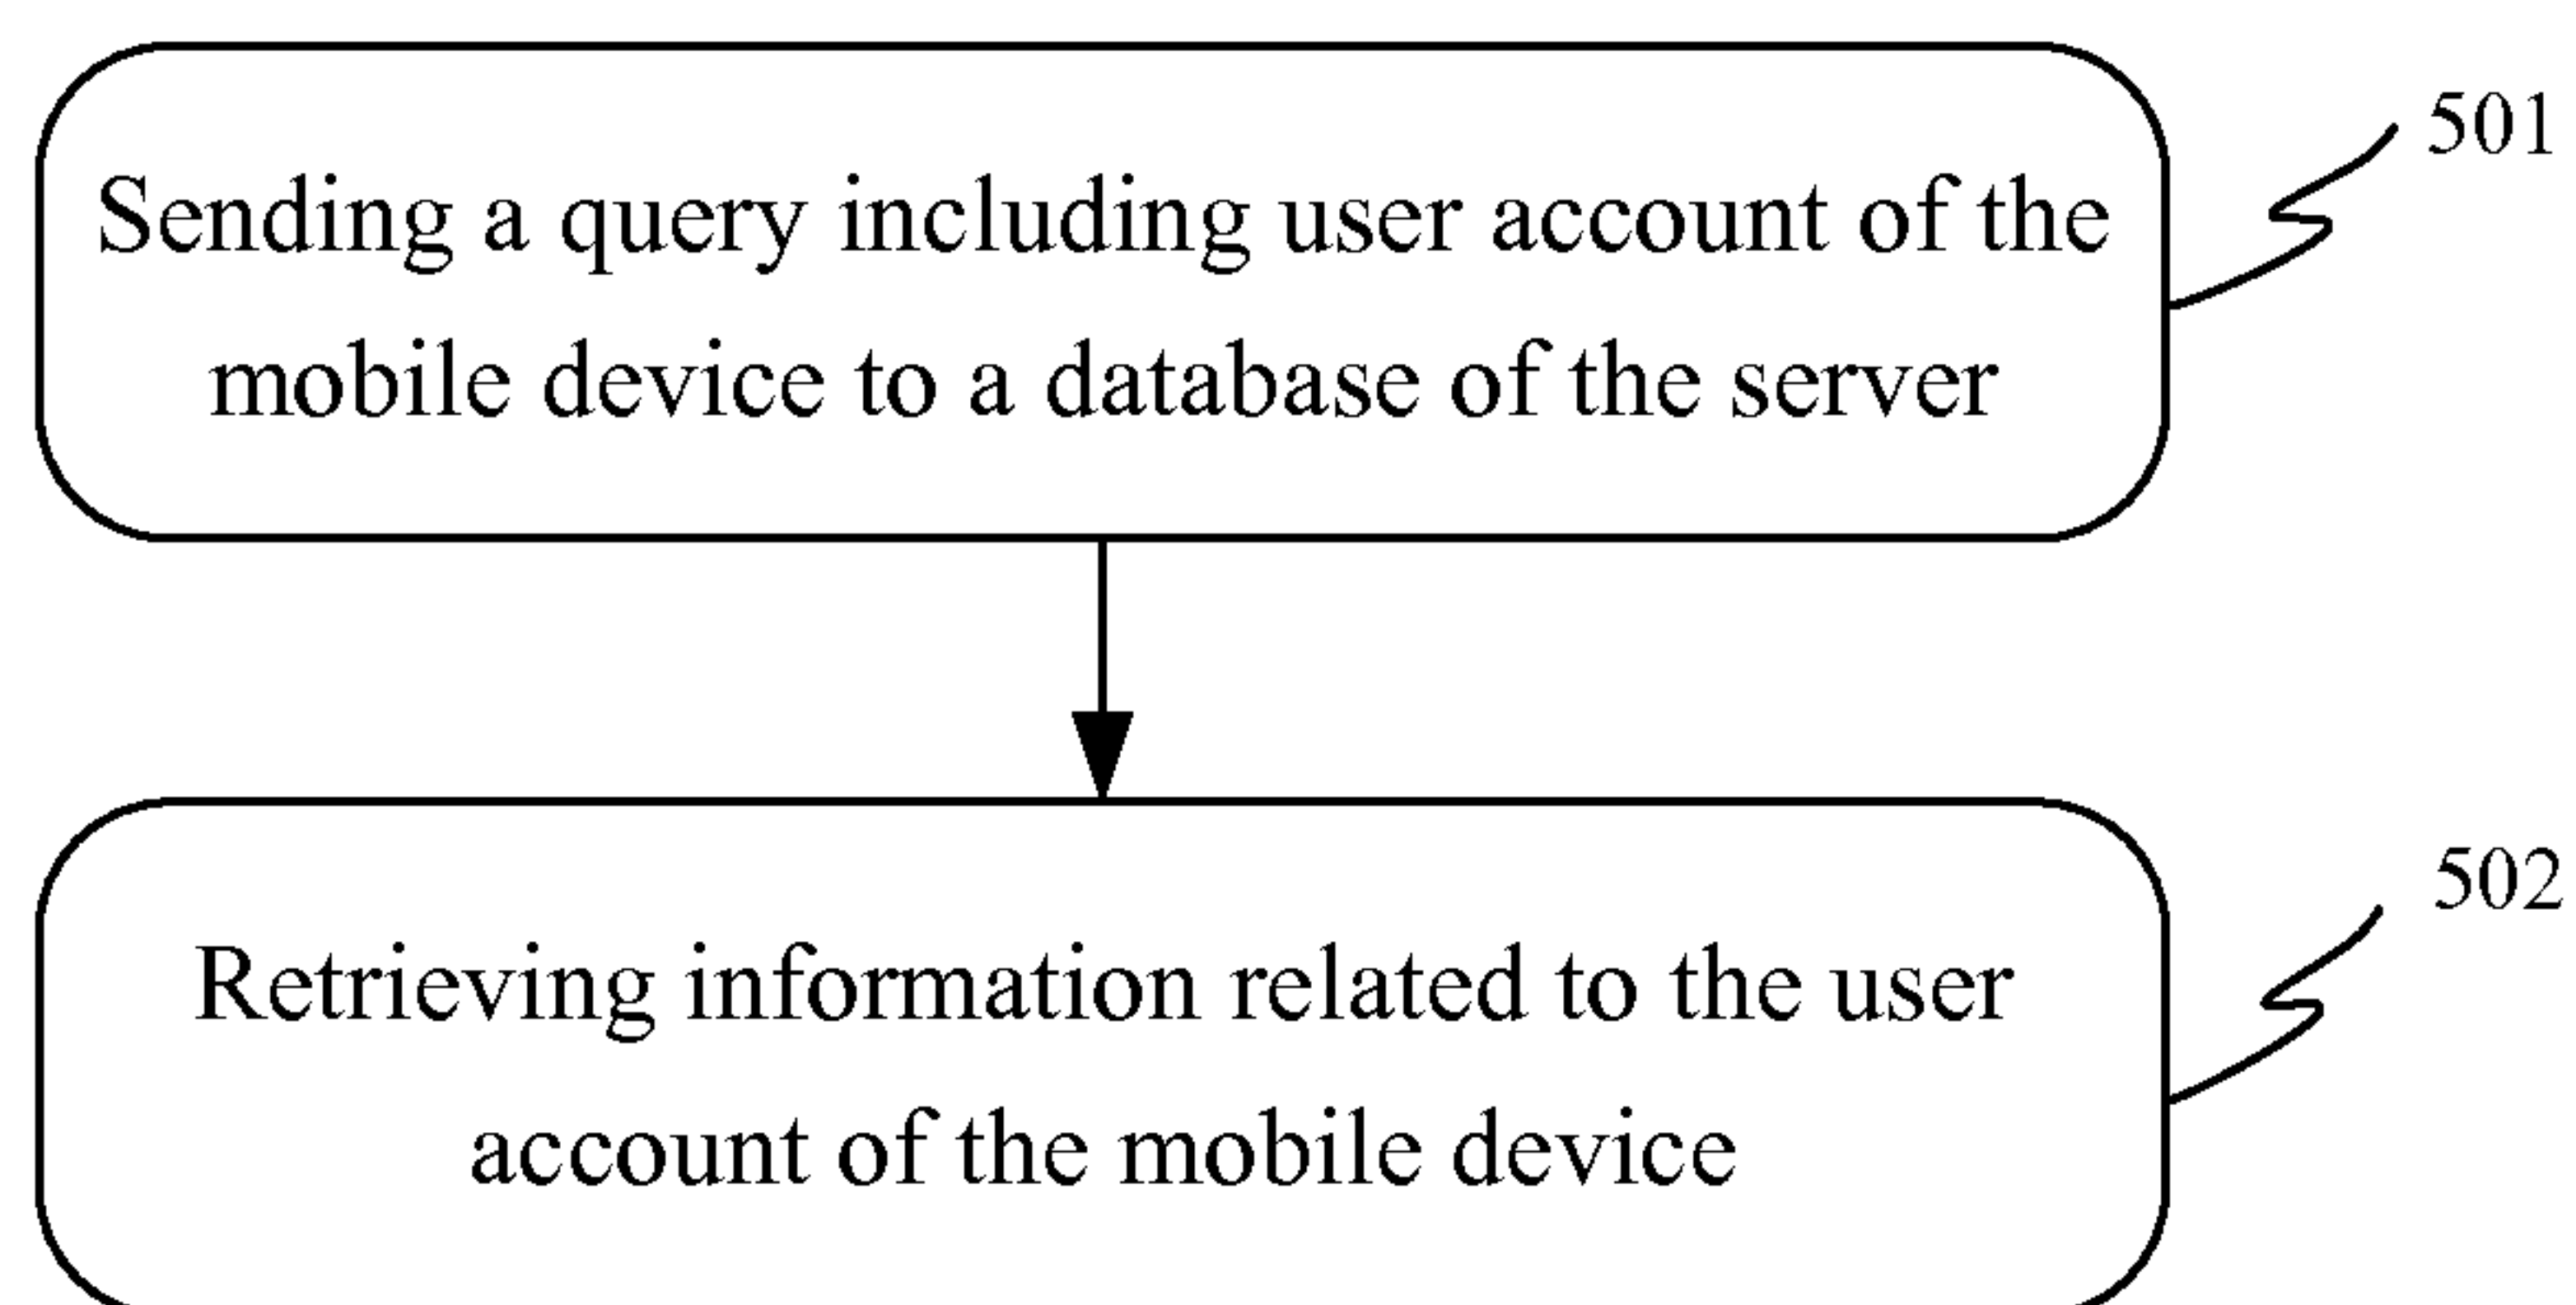 501
Sending a query including user account of the
mobile device to a database of the server
502
Retrieving information related to the user
account of the mobile device